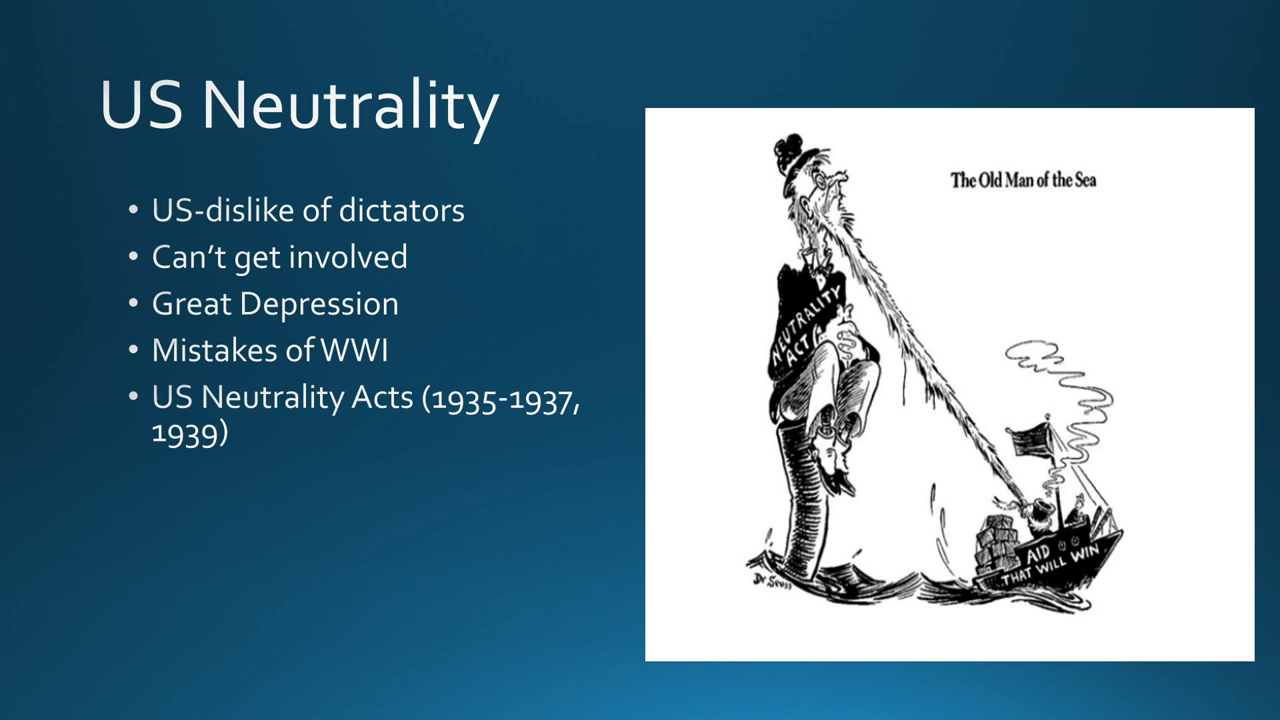 US Neutrality
• US-dislike of dictators
• Can’t get involved
• Great Depression
• Mistakes of WWI
• US Neutrality Acts (1935-1937,
1939)
The Old Man of the Sea
NEUTRALITY
ACT
AID
THAT WILL WIN
Dr. Seuss